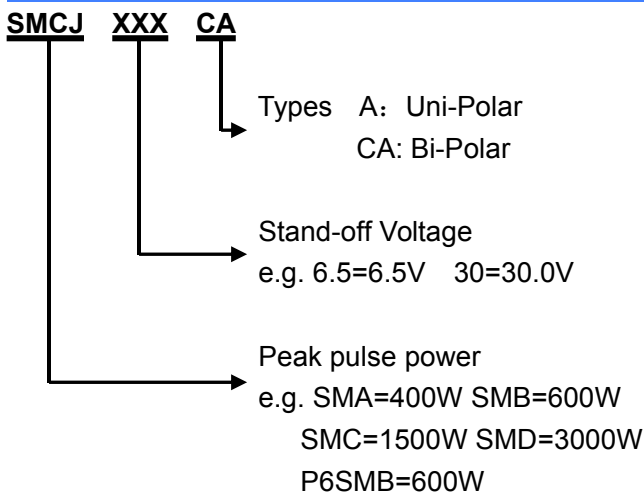 SMCJ XXX CA
Types A：Uni-Polar
CA: Bi-Polar
Stand-off Voltage
e.g. 6.5=6.5V 30=30.0V
Peak pulse power
e.g. SMA=400W SMB=600W
SMC=1500W SMD=3000W
P6SMB=600W